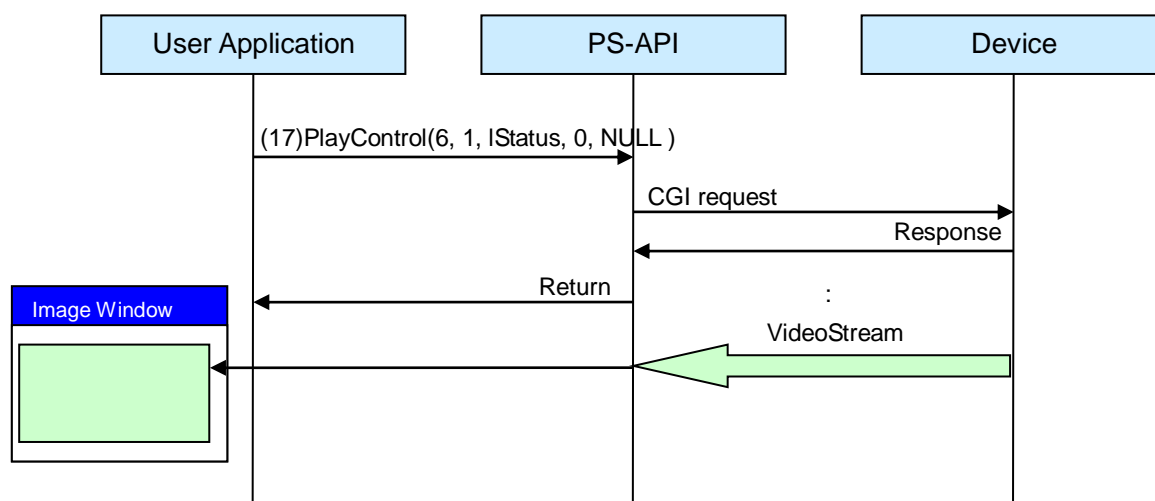 User Application
PS-API
Device
(17)PlayControl(6, 1, lStatus, 0, NULL )
CGI request
Response
Return
:
Image Window
VideoStream